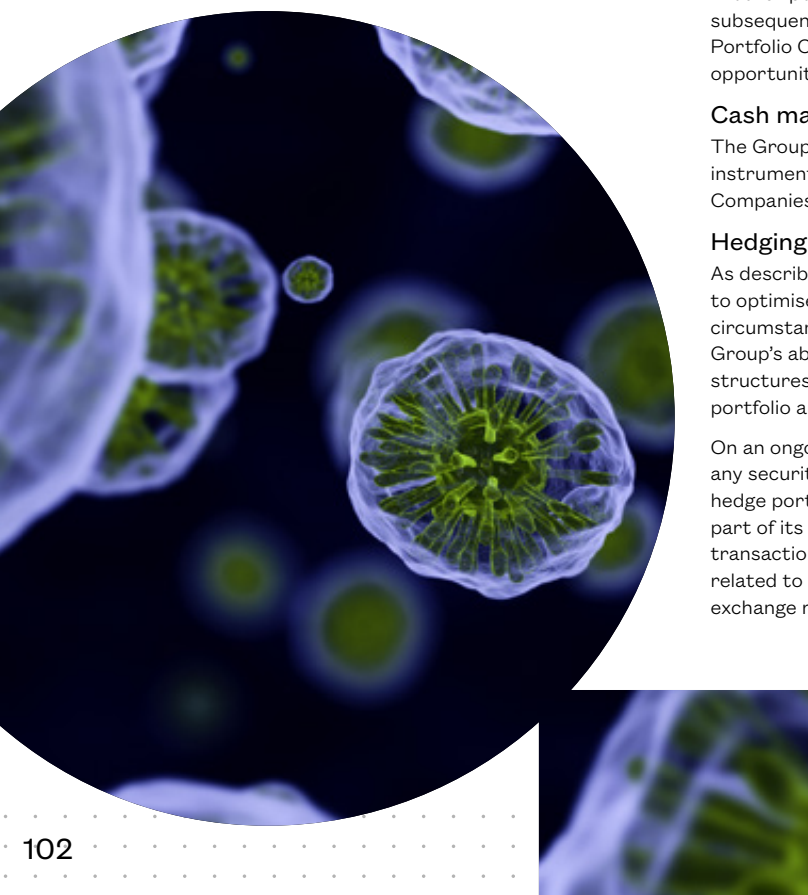 subsequen
Portfolio C
opportunit
Cash ma
The Group
instrument
Companies
Hedging
As describ
to optimise
circumstan
Group's ab
structures
portfolio a
On an ongo
any securit
hedge port
part of its
transactio
related to
exchange r
102